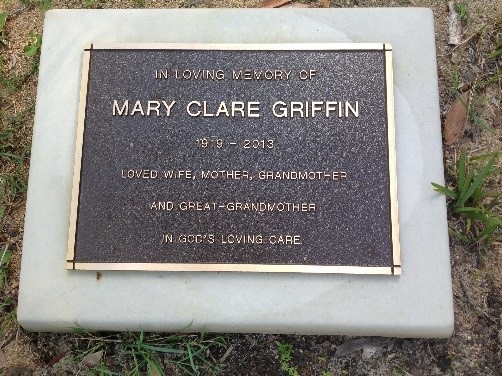 IN LOVING MEMORY OF
MARY CLARE GRIFFIN
1919 - 2013
LOVED WIFE, MOTHER, GRANDMOTHER
AND GREAT-GRANDMOTHER
IN GOD'S LOVING CARE.